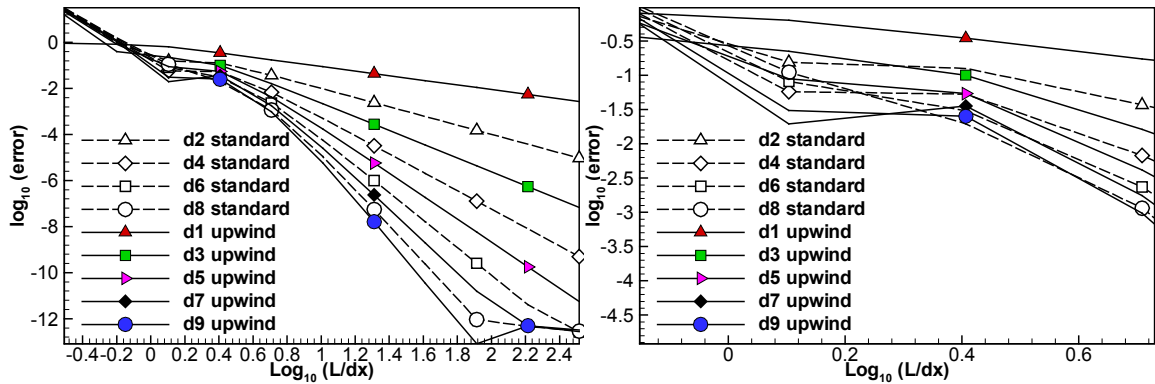 0
-2
-4
-6
-8
-10
-12
log10 (error)
d2 standard
d4 standard
d6 standard
d8 standard
d1 upwind
d3 upwind
d5 upwind
d7 upwind
d9 upwind
-0.4 -0.2 0 0.2 0.4 0.6 0.8 1 1.2 1.4 1.6 1.8 2 2.2 2.4
Log10 (L/dx)
-0.5
-1
-1.5
-2
-2.5
-3
-3.5
-4
-4.5
log10 (error)
d2 standard
d4 standard
d6 standard
d8 standard
d1 upwind
d3 upwind
d5 upwind
d7 upwind
d9 upwind
0 0.2 0.4 0.6
Log10 (L/dx)